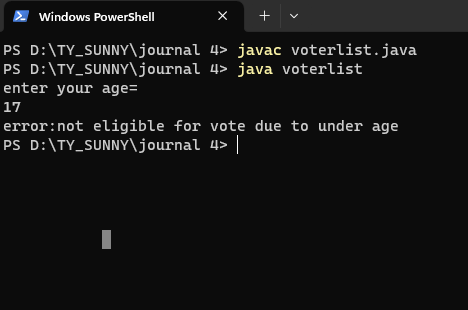 Windows PowerShell
PS D:\TY_SUNNY\journal 4> javac voterlist.java
PS D:\TY_SUNNY\journal 4> java voterlist
enter your age=
17
error:not eligible for vote due to under age
PS D:\TY_SUNNY\journal 4>